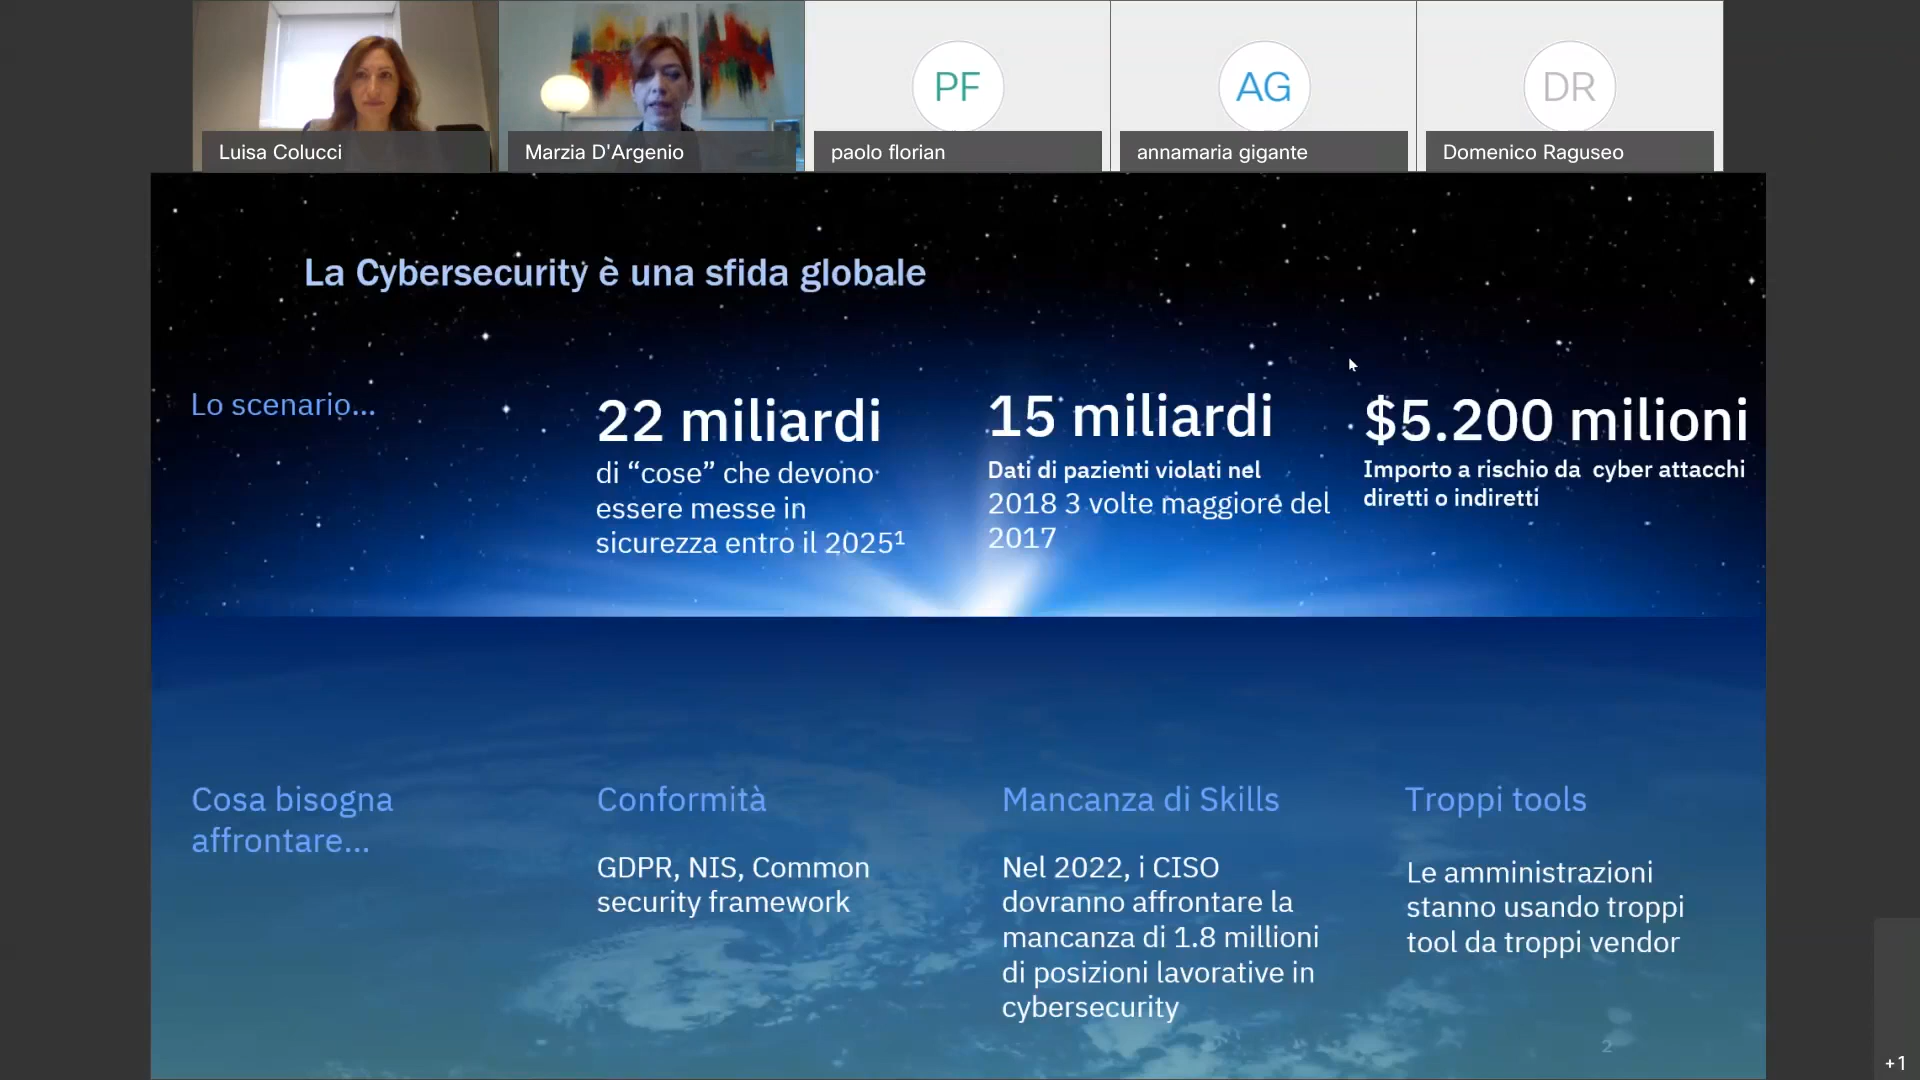 PF
AG
DR
Luisa Colucci
Marzia D'Argenio
paolo florian
annamaria gigante
Domenico Raguseo
La Cybersecurity è una sfida globale
Lo scenario...
22 miliardi
di “cose” che devono
essere messe in
sicurezza entro il 2025¹
15 miliardi
Dati di pazienti violati nel
2018 3 volte maggiore del
2017
$5.200 milioni
Importo a rischio da cyber attacchi
diretti o indiretti
Cosa bisogna
affrontare...
Conformità
GDPR, NIS, Common
security framework
Mancanza di Skills
Nel 2022, i CISO
dovranno affrontare la
mancanza di 1.8 millioni
di posizioni lavorative in
cybersecurity
Troppi tools
Le amministrazioni
stanno usando troppi
tool da troppi vendor
2
+1